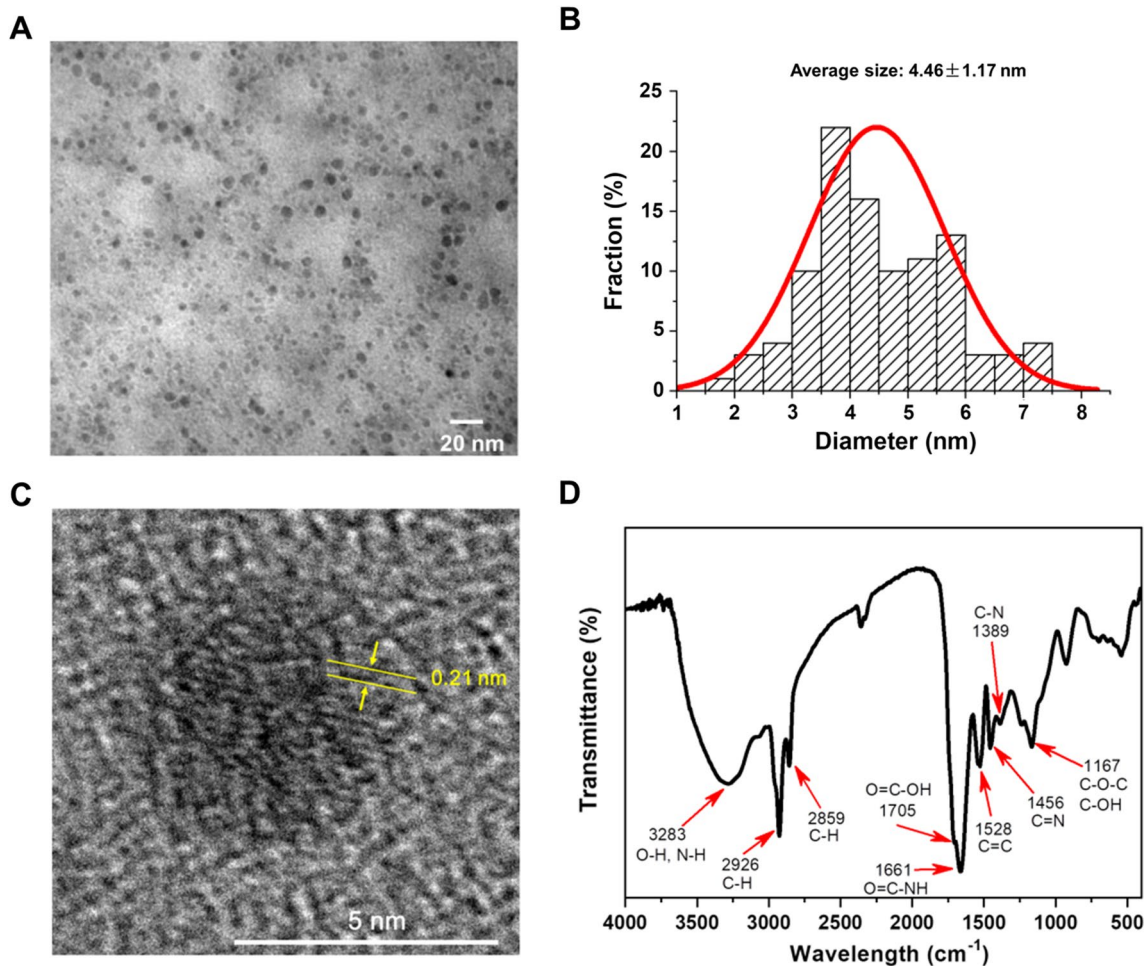 A
20 nm
B
Average size: 4.46±1.17 nm
25
20
15
10
5
0
Fraction (%)
1 2 3 4 5 6 7 8
Diameter (nm)
C
0.21 nm
5 nm
D
Transmittance (%)
C-N
1389
O=C-OH
1705
2859
C-H
3283
O-H, N-H
2926
C-H
1661
O=C-NH
1528
C=C
1456
C=N
1167
C-O-C
C-OH
4000 3500 3000 2500 2000 1500 1000 500
Wavelength (cm⁻¹)